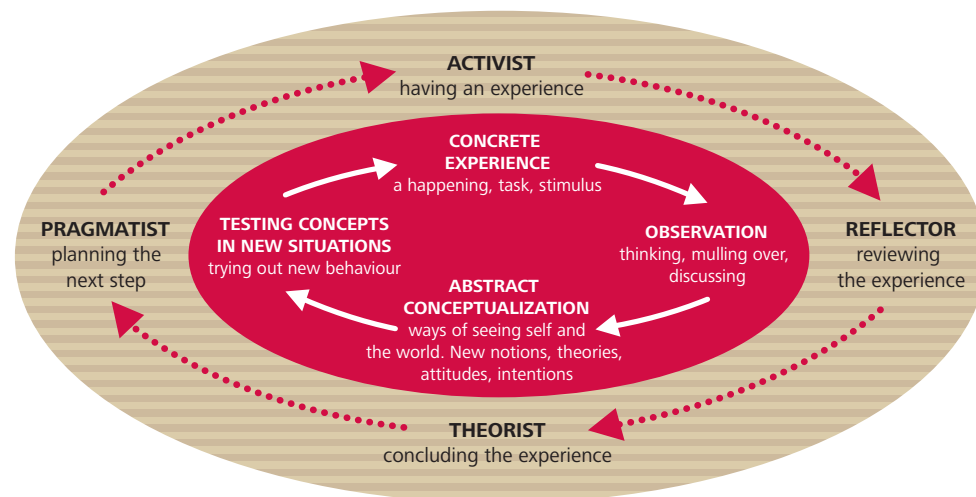 ACTIVIST
having an experience
CONCRETE
EXPERIENCE
a happening, task, stimulus
PRAGMATIST
planning the
next step
TESTING CONCEPTS
IN NEW SITUATIONS
trying out new behaviour
OBSERVATION
thinking, mulling over,
discussing
REFLECTOR
reviewing
the experience
ABSTRACT
CONCEPTUALIZATION
ways of seeing self and
the world. New notions, theories,
attitudes, intentions
THEORIST
concluding the experience